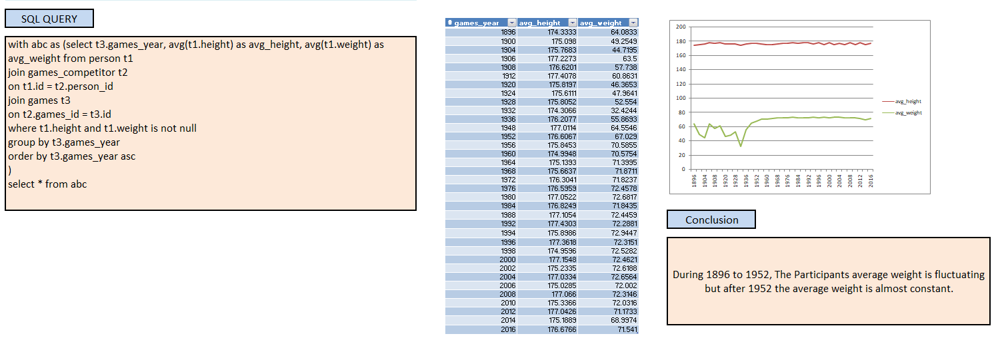 SQL QUERY
with abc as (select t3.games_year, avg(t1.height) as avg_height, avg(t1.weight) as
avg_weight from person t1
join games_competitor t2
on t1.id = t2.person_id
join games t3
on t2.games_id = t3.id
where t1.height and t1.weight is not null
group by t3.games_year
order by t3.games_year asc
)
select * from abc
# games_year avg_height avg_weight
1896 174.3333 64.0833
1900 175.098 49.2549
1904 175.7683 44.7195
1906 177.2273 63.5
1908 176.6201 57.738
1912 177.4078 60.8631
1920 175.8197 46.3653
1924 175.6111 47.9641
1928 175.8052 52.554
1932 174.3066 32.4244
1936 176.2077 55.8693
1948 177.0114 64.5546
1952 176.6067 67.029
1956 175.8453 70.5855
1960 174.9948 70.5754
1964 175.1393 71.3995
1968 175.6637 71.8711
1972 176.3041 71.8237
1976 176.5959 72.4578
1980 177.0522 72.6817
1984 176.8249 71.8435
1988 177.1054 72.4459
1992 177.4303 72.2881
1994 175.8986 72.9447
1996 177.3618 72.3151
1998 174.9596 72.5282
2000 177.1548 72.4621
2002 175.2335 72.6188
2004 177.0334 72.6564
2006 175.0285 72.002
2008 177.066 72.3146
2010 175.3366 72.0316
2012 177.0426 71.1733
2014 175.1889 68.9974
2016 176.6766 71.541
200
180
160
140
120
100
80
60
40
20
0
1896 1904 1908 1920 1928 1936 1952 1960 1968 1976 1984 1992 1996 2000 2004 2008 2012 2016
avg_height
avg_weight
Conclusion
During 1896 to 1952, The Participants average weight is fluctuating
but after 1952 the average weight is almost constant.